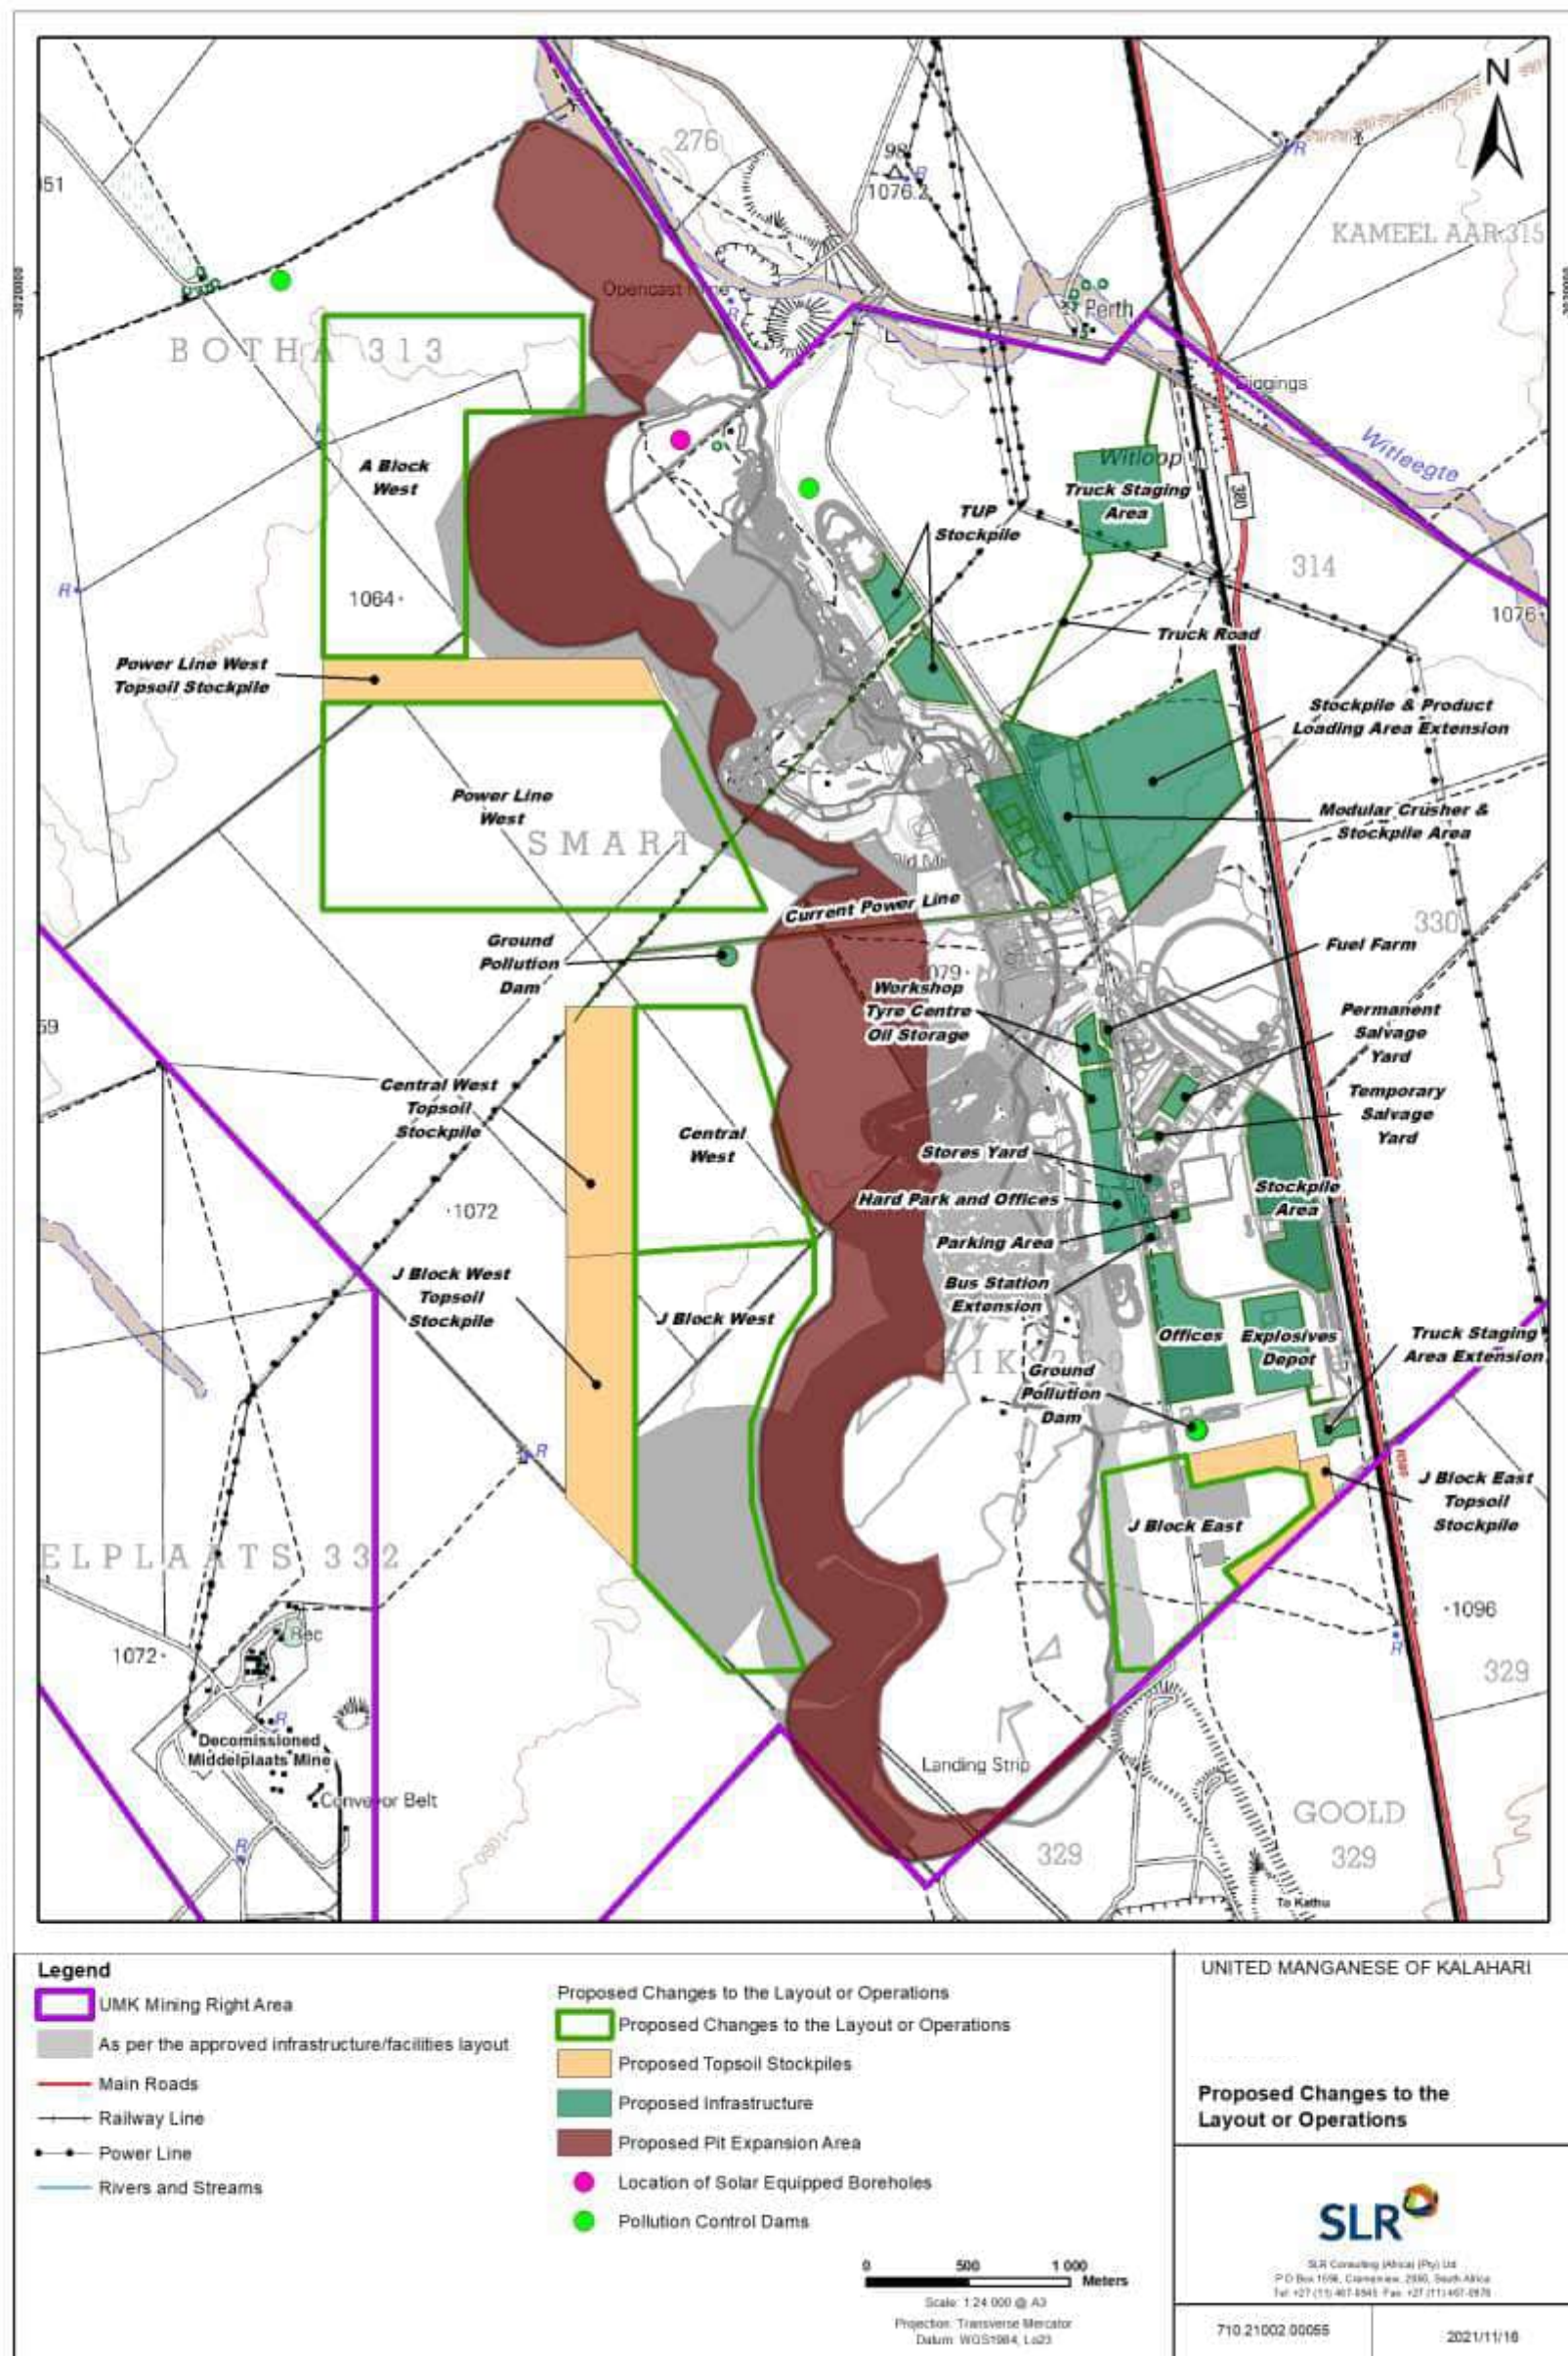 N
276
98
1076.2
R
R
KAMEEL AAR 315
51
Opencast Mine
R
Perth
BOTHA 313
Diggings
Witleegte
A Block
West
Witloop
Truck Staging
Area
380
TUP
Stockpile
314
R
1064
1076
Truck Road
Power Line West
Topsoil Stockpile
Stockpile & Product
Loading Area Extension
Power Line
West
Modular Crusher &
Stockpile Area
SMART
Current Power Line
330
Ground
Pollution
Dam
Fuel Farm
1079
Workshop
Tyre Centre
Oil Storage
Permanent
Salvage
Yard
59
Central West
Topsoil
Stockpile
Temporary
Salvage
Yard
Central
West
Stores Yard
Hard Park and Offices
Stockpile
Area
1072
Parking Area
J Block West
Topsoil
Stockpile
Bus Station
Extension
J Block West
Offices
Explosives
Depot
Truck Staging
Area Extension
Ground
Pollution
Dam
R
J Block East
Topsoil
Stockpile
J Block East
ELPLAATS 332
1096
Rec
R
1072
329
R
Decomissioned
Middelplaats Mine
Landing Strip
Conveyor Belt
GOOLD
329
329
1080
R
To Kathu
Legend
UMK Mining Right Area
As per the approved infrastructure/facilities layout
Main Roads
Railway Line
Power Line
Rivers and Streams
Proposed Changes to the Layout or Operations
Proposed Changes to the Layout or Operations
Proposed Topsoil Stockpiles
Proposed Infrastructure
Proposed Pit Expansion Area
Location of Solar Equipped Boreholes
Pollution Control Dams
0 500 1 000
Meters
Scale: 1:24 000 @ A3
Projection: Transverse Mercator
Datum: WGS1984, Lo23
UNITED MANGANESE OF KALAHARI
Proposed Changes to the
Layout or Operations
SLR
SLR Consulting (Africa) (Pty) Ltd
710.21002.00055
2021/11/16